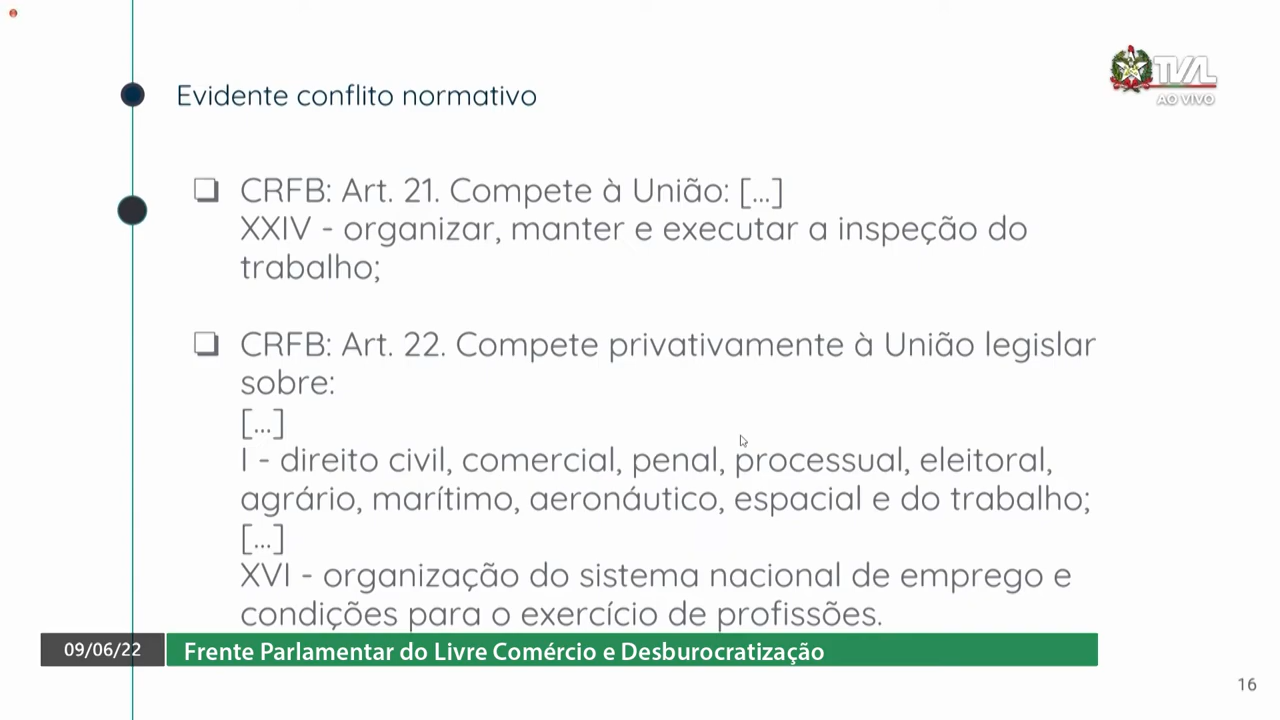 TVAL
AO VIVO
Evidente conflito normativo
❏ CRFB: Art. 21. Compete à União: [...]
XXIV - organizar, manter e executar a inspeção do
trabalho;
❏ CRFB: Art. 22. Compete privativamente à União legislar
sobre:
[...]
I - direito civil, comercial, penal, processual, eleitoral,
agrário, marítimo, aeronáutico, espacial e do trabalho;
[...]
XVI - organização do sistema nacional de emprego e
condições para o exercício de profissões.
09/06/22 Frente Parlamentar do Livre Comércio e Desburocratização
16